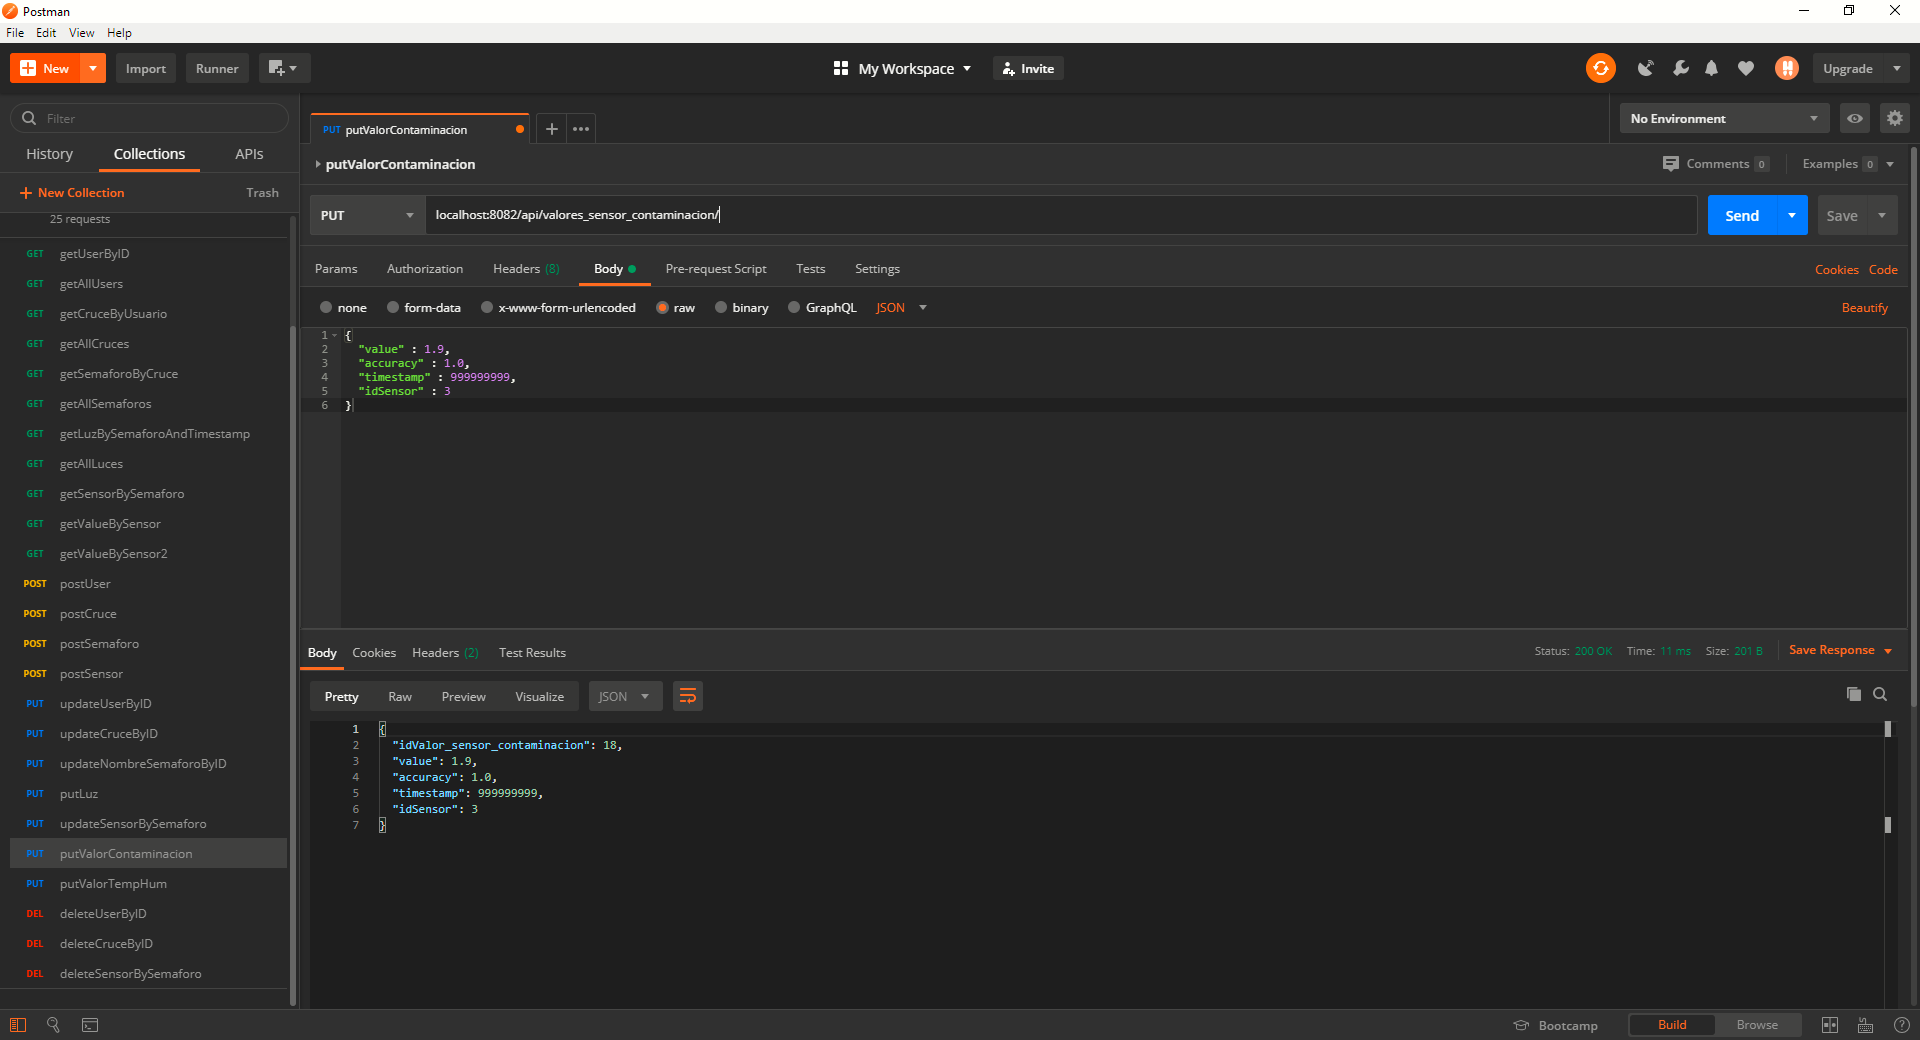 Postman
File Edit View Help
New Import Runner My Workspace Invite Upgrade
Filter
History Collections APIs
New Collection Trash
25 requests
GET getUserByID
GET getAllUsers
GET getCruceByUsuario
GET getAllCruces
GET getSemaforoByCruce
GET getAllSemaforos
GET getLuzBySemaforoAndTimestamp
GET getAllLuces
GET getSensorBySemaforo
GET getValueBySensor
GET getValueBySensor2
POST postUser
POST postCruce
POST postSemaforo
POST postSensor
PUT updateUserByID
PUT updateCruceByID
PUT updateNombreSemaforoByID
PUT putLuz
PUT updateSensorBySemaforo
PUT putValorContaminacion
PUT putValorTempHum
DEL deleteUserByID
DEL deleteCruceByID
DEL deleteSensorBySemaforo
PUT putValorContaminacion No Environment
putValorContaminacion Comments 0 Examples 0
PUT localhost:8082/api/valores_sensor_contaminacion/ Send Save
Params Authorization Headers (8) Body Pre-request Script Tests Settings Cookies Code
none form-data x-www-form-urlencoded raw binary GraphQL JSON Beautify
1 {
2 "value" : 1.9,
3 "accuracy" : 1.0,
4 "timestamp" : 999999999,
5 "idSensor" : 3
6 }
Body Cookies Headers (2) Test Results Status: 200 OK Time: 11 ms Size: 201 B Save Response
Pretty Raw Preview Visualize JSON
1 {
2 "idValor_sensor_contaminacion": 18,
3 "value": 1.9,
4 "accuracy": 1.0,
5 "timestamp": 999999999,
6 "idSensor": 3
7 }
Bootcamp Build Browse